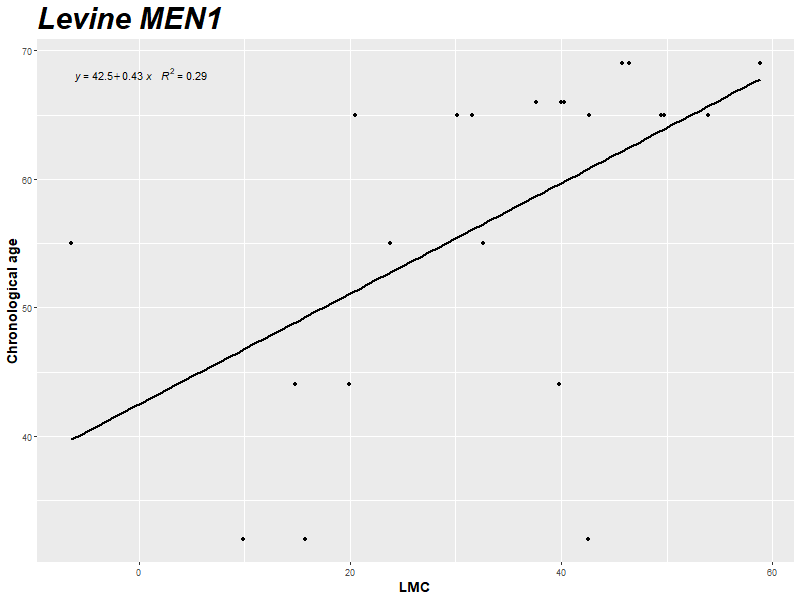 Levine MEN1
70
y = 42.5+0.43 x   R² = 0.29
60
50
40
Chronological age
0 20 40 60
LMC